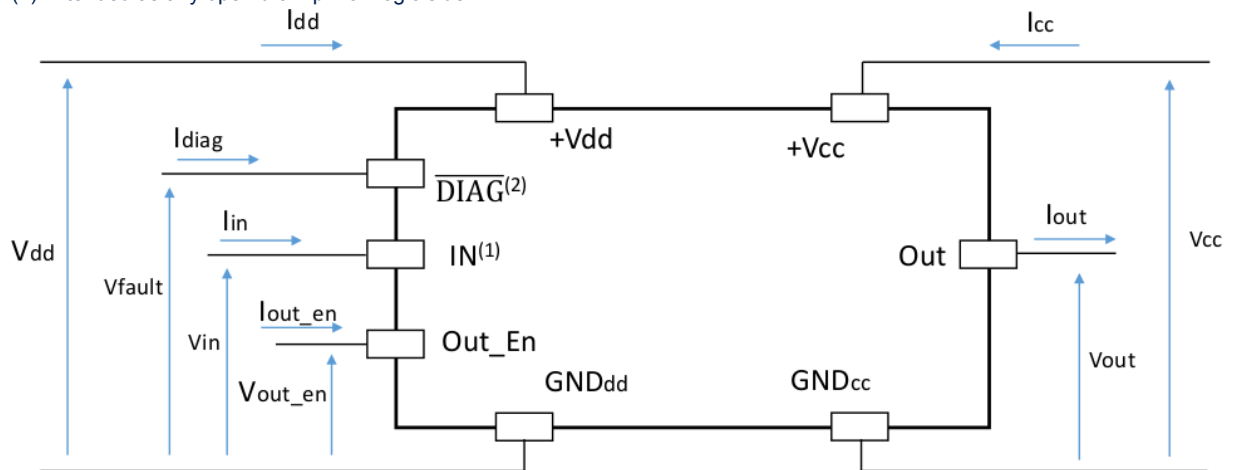 Idd
Icc
+Vdd
+Vcc
Idiag
DIAG(2)
Iin
Iout
Vdd
IN(1)
Out
Vcc
Vfault
Iout_en
Vin
Out_En
Vout
Vout_en
GNDdd
GNDcc